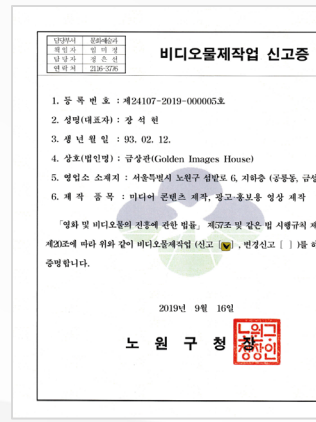 담당부서 문화예술과
책임자 임미정
담당자 정은선
연락처 2116-3776
비디오물제작업 신고증
1. 등 록 번 호 : 제24107-2019-000005호
2. 성명(대표자) : 장 석 현
3. 생 년 월 일 : 93. 02. 12.
4. 상호(법인명) : 금상관(Golden Images House)
5. 영업소 소재지 : 서울특별시 노원구 섬밭로 6, 지하층 (공릉동, 금성
6. 제 작 품 목 : 미디어 콘텐츠 제작, 광고·홍보용 영상 제작
「영화 및 비디오물의 진흥에 관한 법률」 제57조 및 같은 법 시행규칙 제
제20조에 따라 위와 같이 비디오물제작업 (신고 [ ✓ ] , 변경신고 [ ] )를 하
증명합니다.
2019년 9월 16일
노 원 구 청 장